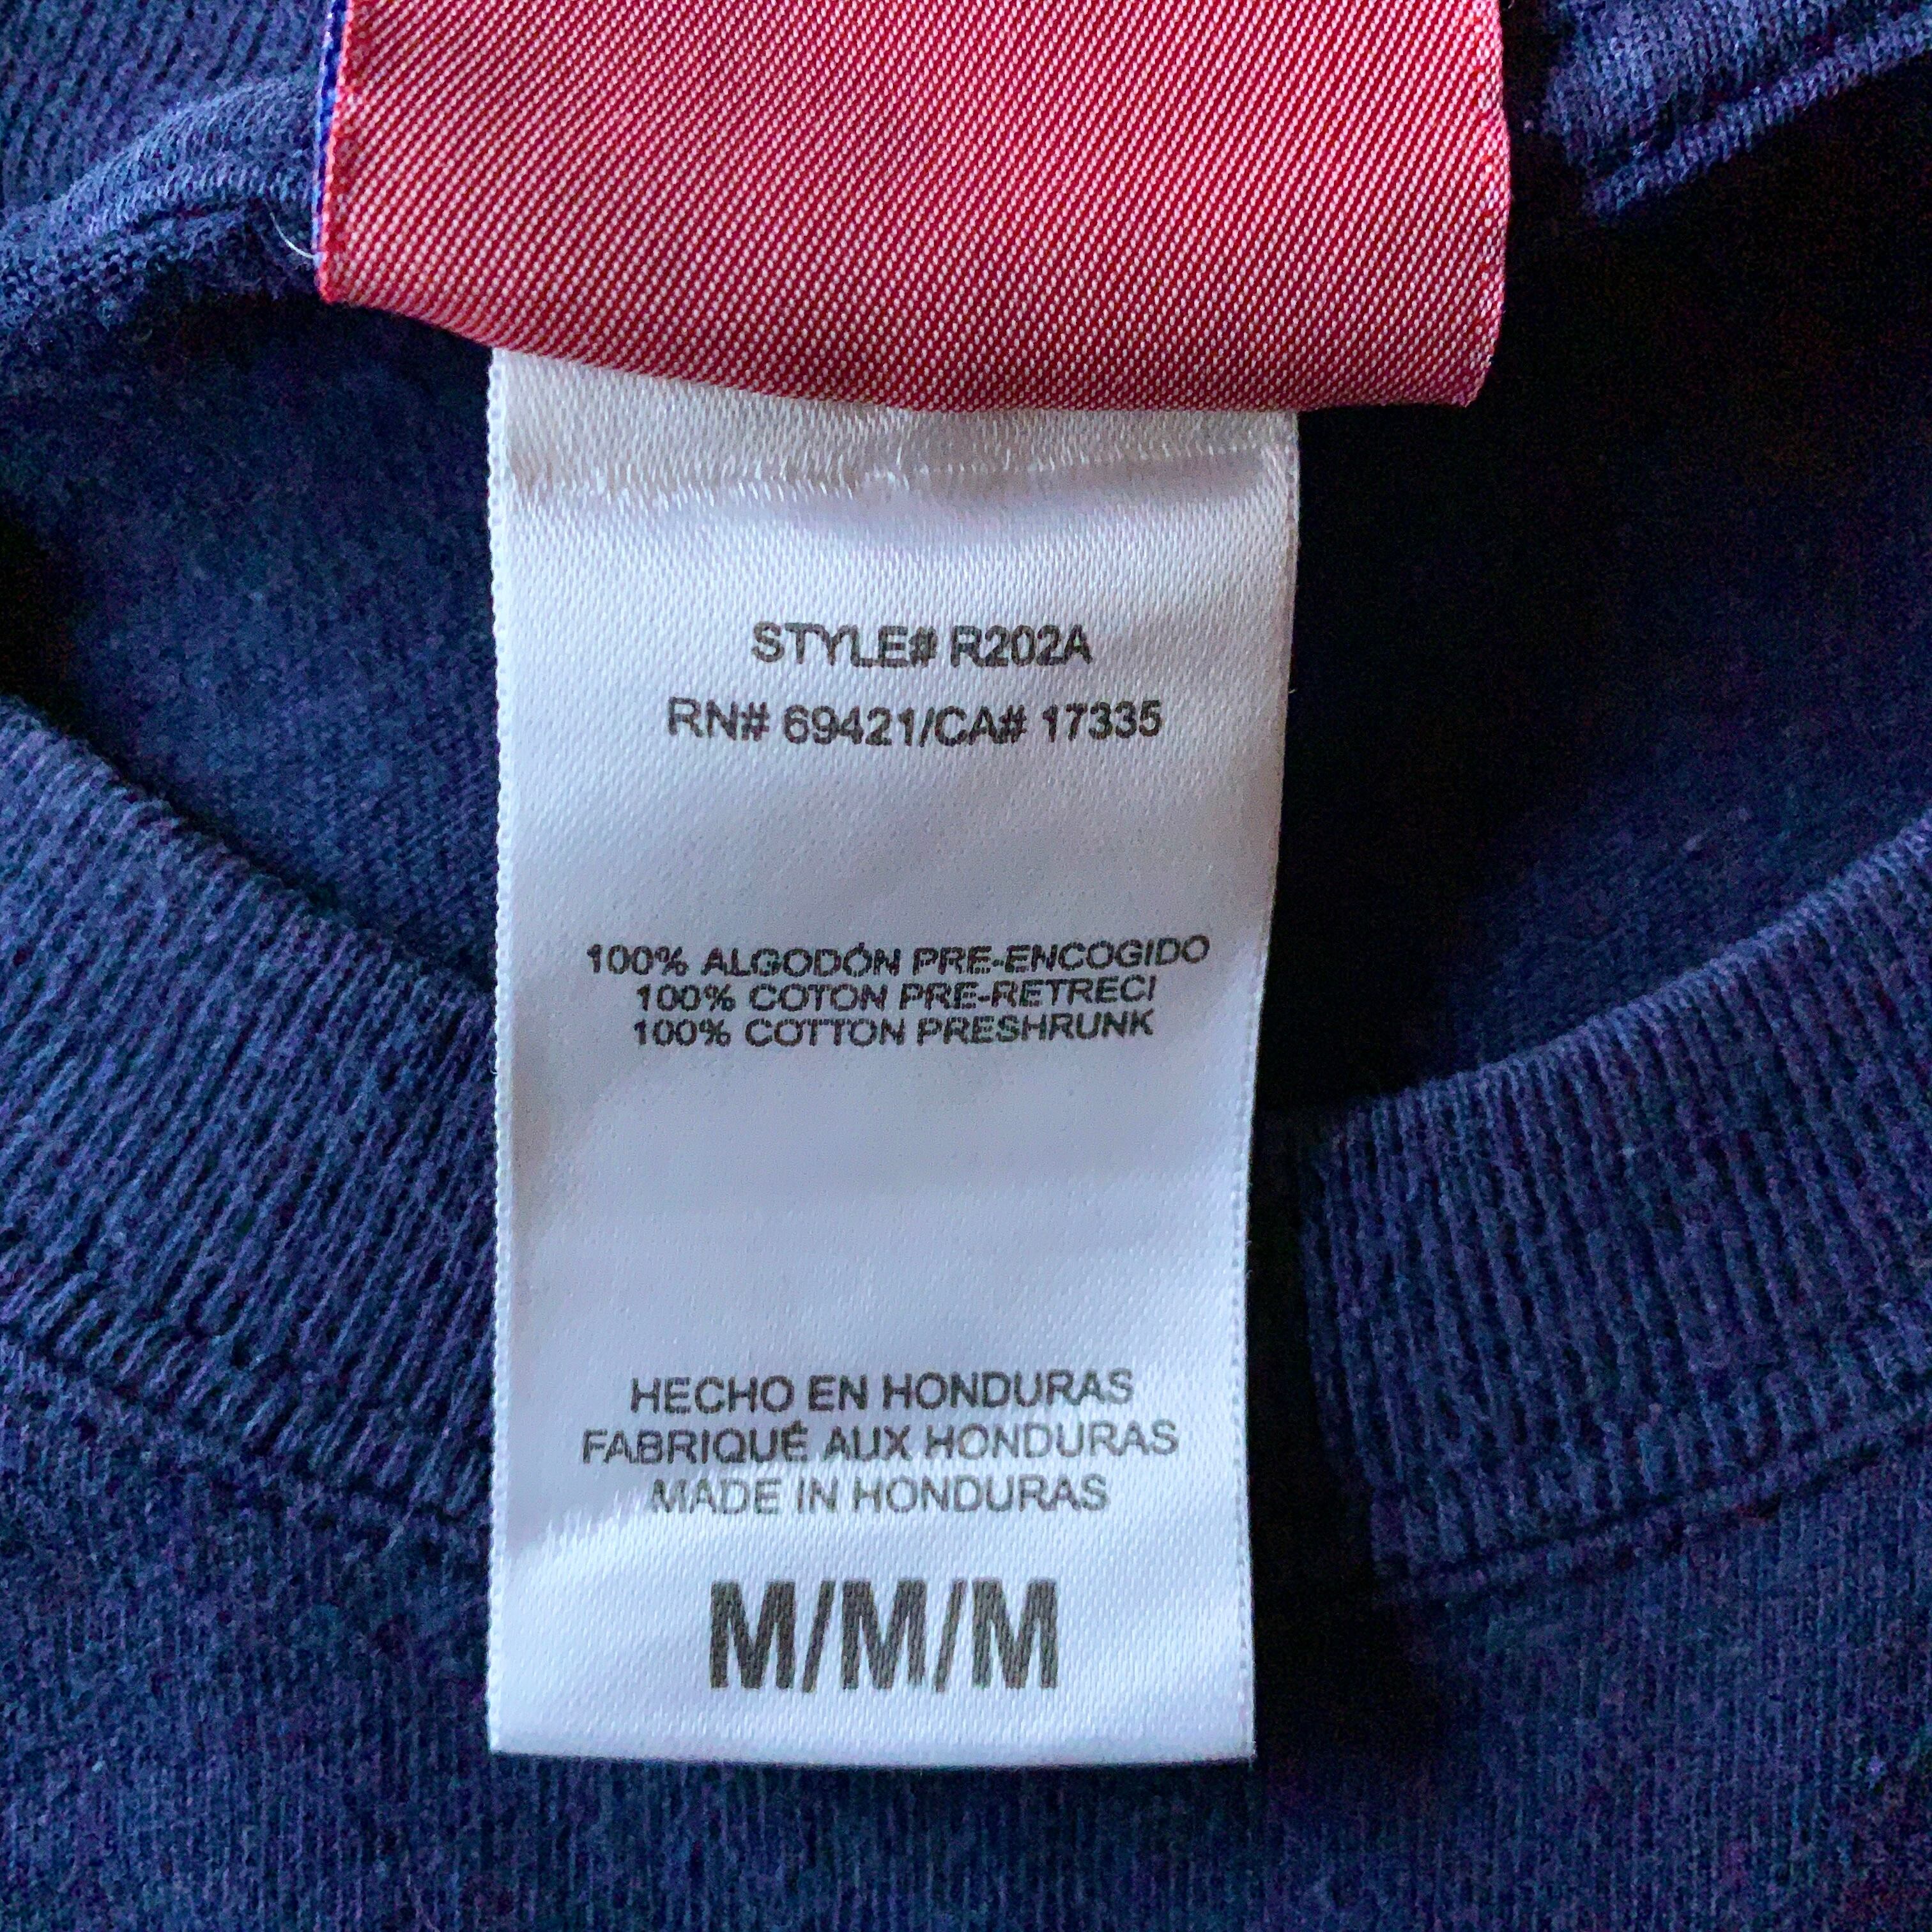 STYLE# R202A
RN# 69421/CA# 17335
100% ALGODÓN PRE-ENCOGIDO
100% COTON PRE-RETRECI
100% COTTON PRESHRUNK
HECHO EN HONDURAS
FABRIQUÉ AUX HONDURAS
MADE IN HONDURAS
M/M/M